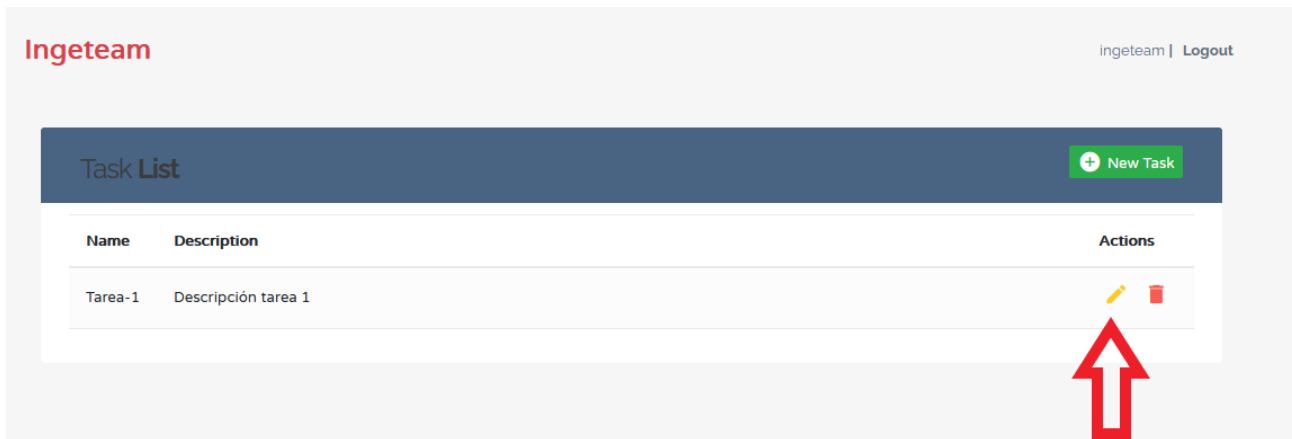 Ingeteam
ingeteam | Logout
Task List
New Task
Name Description Actions
Tarea-1 Descripción tarea 1